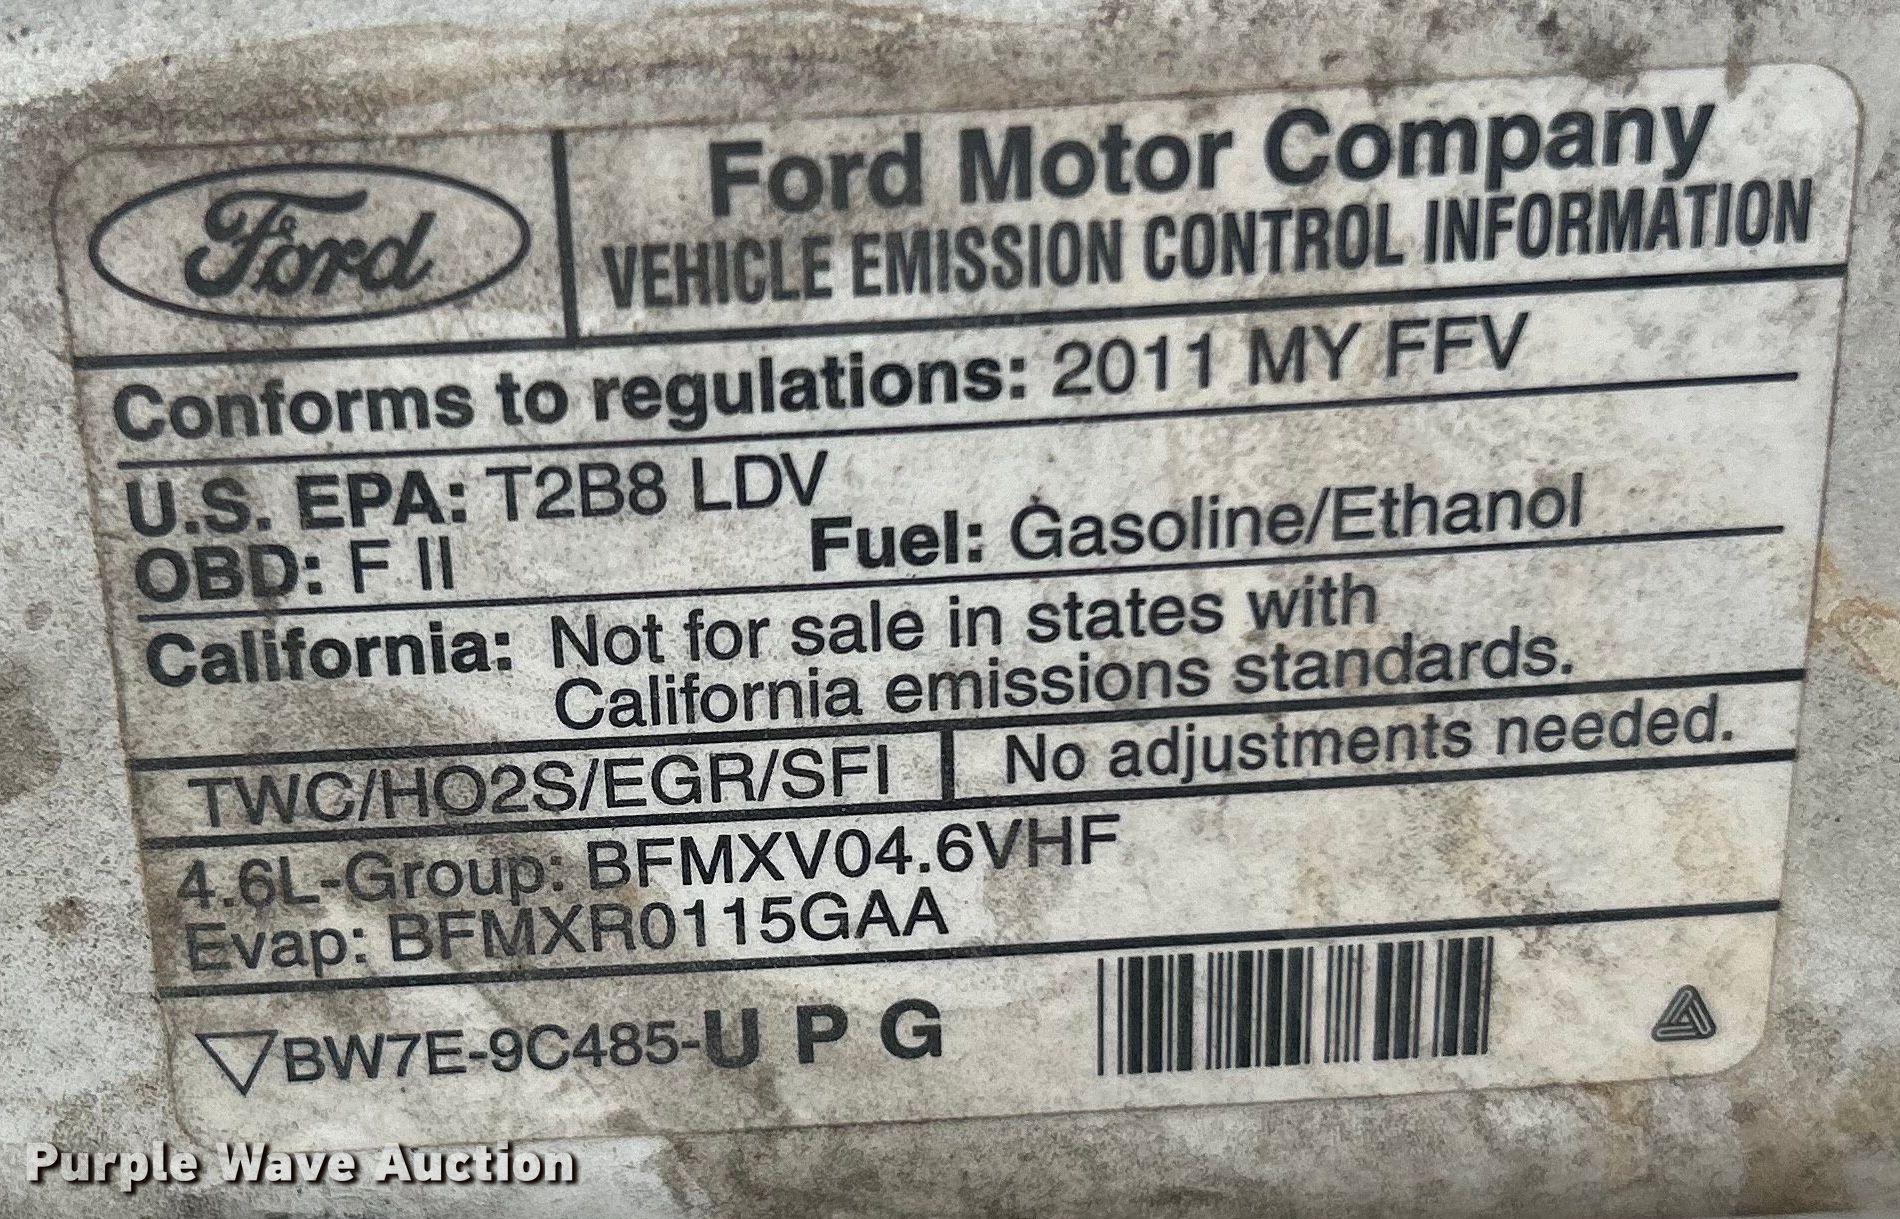 Ford
Ford Motor Company
VEHICLE EMISSION CONTROL INFORMATION
Conforms to regulations: 2011 MY FFV
U.S. EPA: T2B8 LDV
OBD: F II
Fuel: Gasoline/Ethanol
California: Not for sale in states with
California emissions standards.
TWC/HO2S/EGR/SFI
No adjustments needed.
4.6L-Group: BFMXV04.6VHF
Evap: BFMXR0115GAA
BW7E-9C485-U P G
Purple Wave Auction